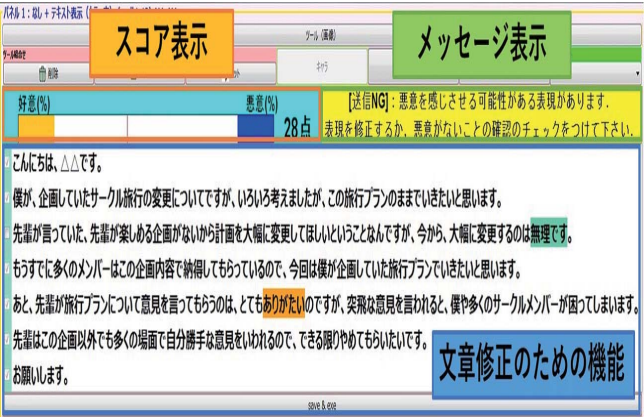 パネル1：なし＋テキスト表示
スコア表示
ツール（画像）
メッセージ表示
ツール統合せ
削除
キャラ
好意(%)
悪意(%)
28点
【送信NG】：悪意を感じさせる可能性がある表現があります．
表現を修正するか、悪意がないことの確認のチェックをつけて下さい．
こんにちは、△△です。
僕が、企画していたサークル旅行の変更についてですが、いろいろ考えましたが、この旅行プランのままでいきたいと思います。
先輩が言っていた、先輩が楽しめる企画がないから計画を大幅に変更してほしいということなんですが、今から、大幅に変更するのは無理です。
もうすでに多くのメンバーはこの企画内容で納得してもらっているので、今回は僕が企画していた旅行プランでいきたいと思います。
あと、先輩が旅行プランについて意見を言ってもらうのは、とてもありがたいのですが、突飛な意見を言われると、僕や多くのサークルメンバーが困ってしまいます。
先輩はこの企画以外でも多くの場面で自分勝手な意見をいわれるので、できる限りやめてもらいたいです。
お願いします。
文章修正のための機能
save & exe